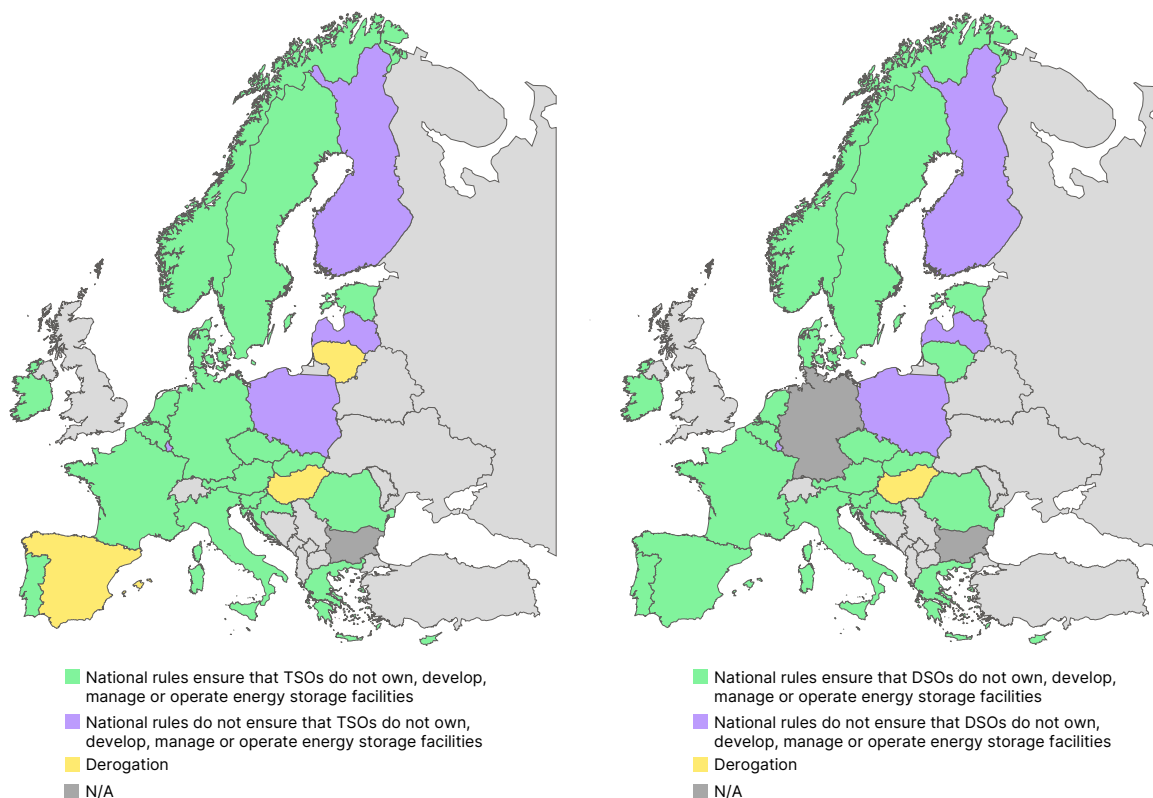 National rules ensure that TSOs do not own, develop,
manage or operate energy storage facilities
National rules do not ensure that TSOs do not own,
develop, manage or operate energy storage facilities
Derogation
N/A
National rules ensure that DSOs do not own, develop,
manage or operate energy storage facilities
National rules do not ensure that DSOs do not own,
develop, manage or operate energy storage facilities
Derogation
N/A